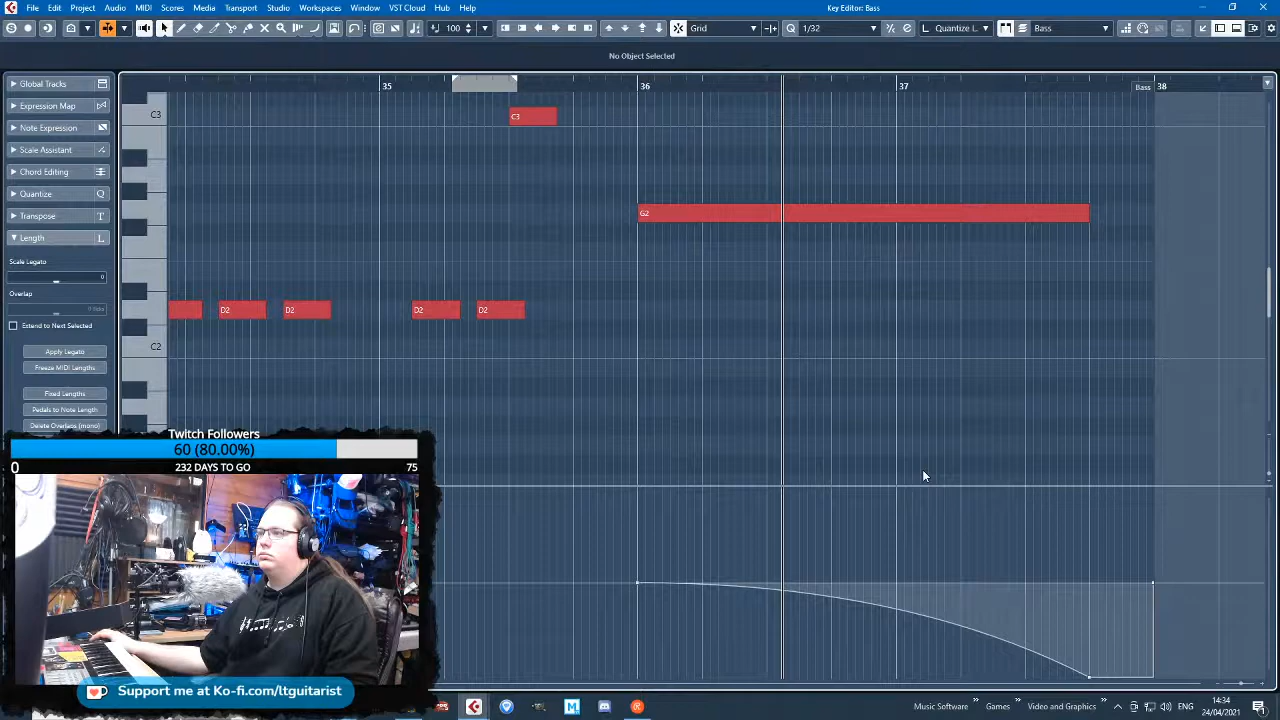 File Edit Project Audio MIDI Scores Media Transport Studio Workspaces Window VST Cloud Hub Help
Key Editor: Bass
100
Grid
Q 1/32
L Quantize L
Bass
No Object Selected
Global Tracks
Expression Map
Note Expression
Scale Assistant
Chord Editing
Quantize Q
Transpose T
Length L
Scale Legato
0
Overlap
Extend to Next Selected
Apply Legato
Freeze MIDI Lengths
Fixed Lengths
Pedals to Note Length
Delete Overlaps (mono)
35 36 37 Bass 38
C3
C3
G2
D2 D2 D2 D2
C2
Twitch Followers
60 (80.00%)
0 232 DAYS TO GO 75
Support me at Ko-fi.com/ltguitarist
Music Software
Games
Video and Graphics
ENG
14:34
24/04/2021